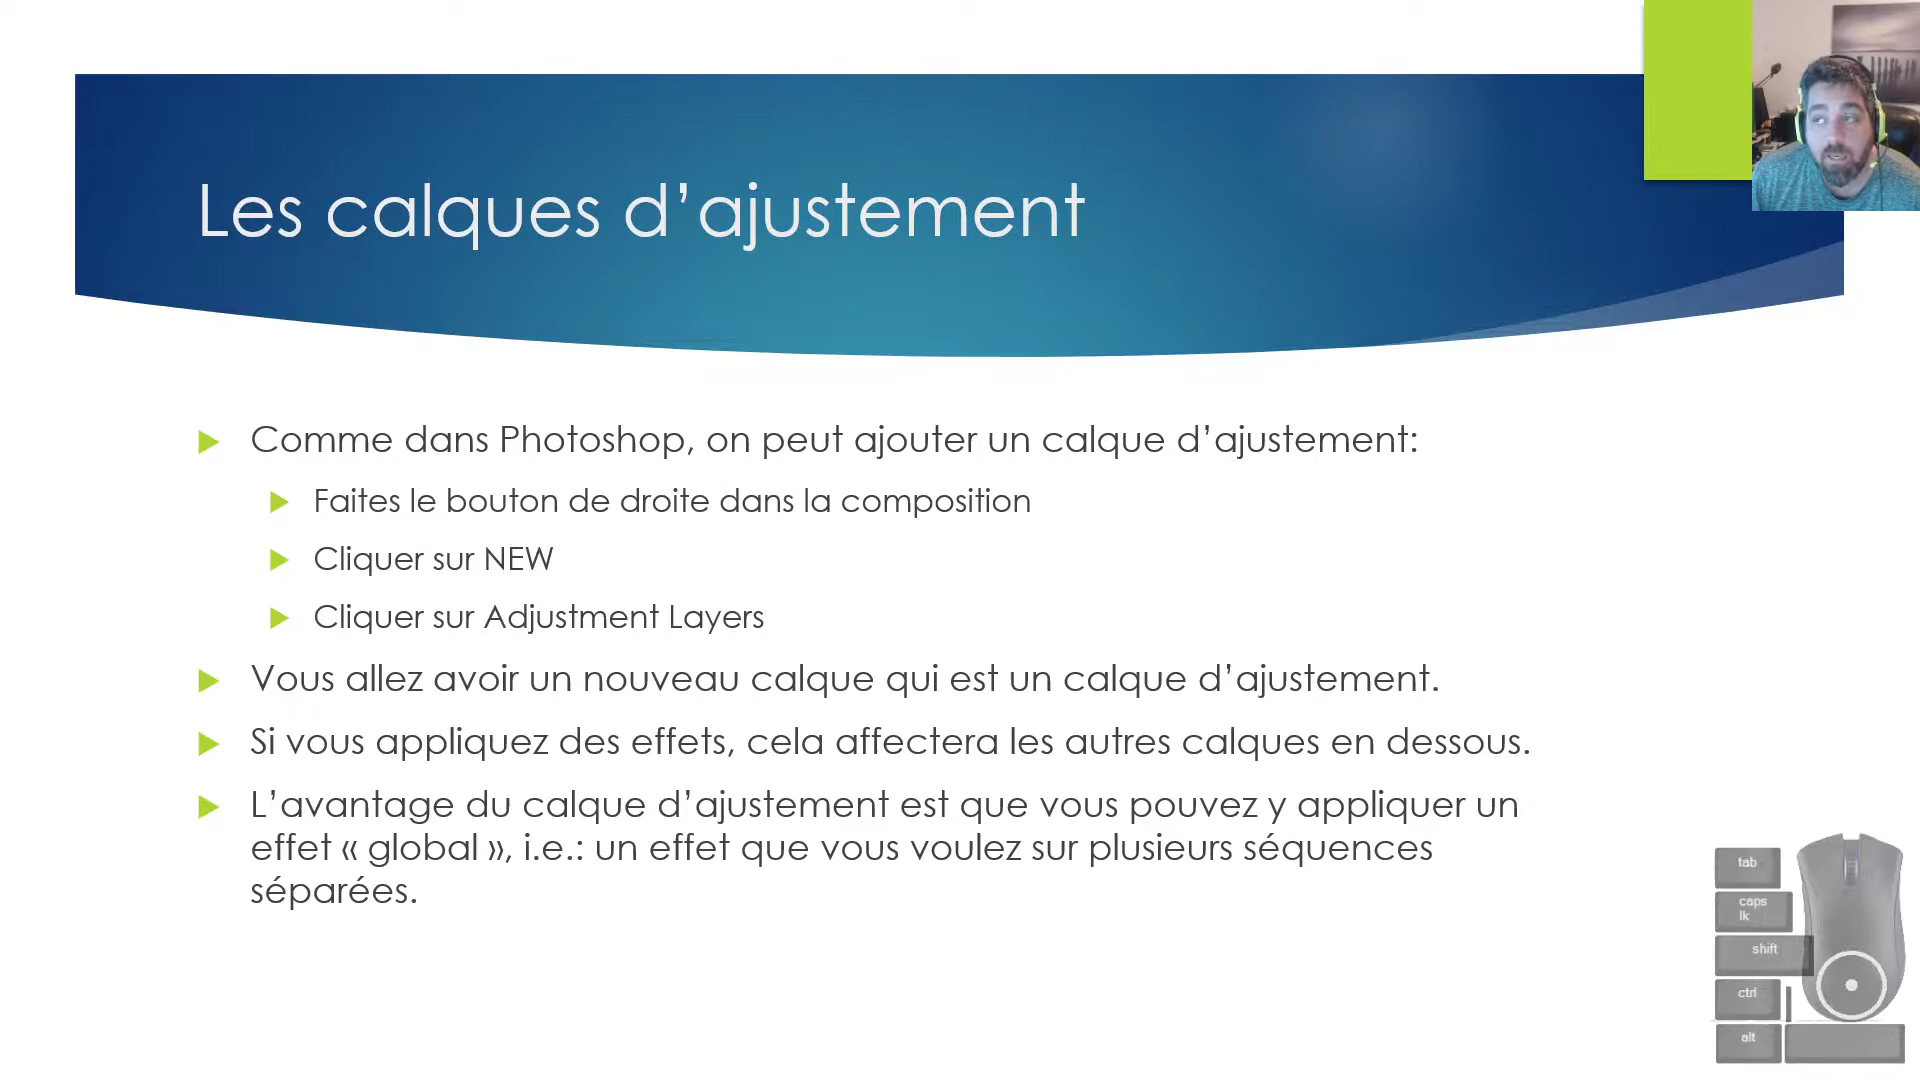 Les calques d’ajustement
Comme dans Photoshop, on peut ajouter un calque d’ajustement:
Faites le bouton de droite dans la composition
Cliquer sur NEW
Cliquer sur Adjustment Layers
Vous allez avoir un nouveau calque qui est un calque d’ajustement.
Si vous appliquez des effets, cela affectera les autres calques en dessous.
L’avantage du calque d’ajustement est que vous pouvez y appliquer un
effet « global », i.e.: un effet que vous voulez sur plusieurs séquences
séparées.
tab
caps
lk
shift
ctrl
alt